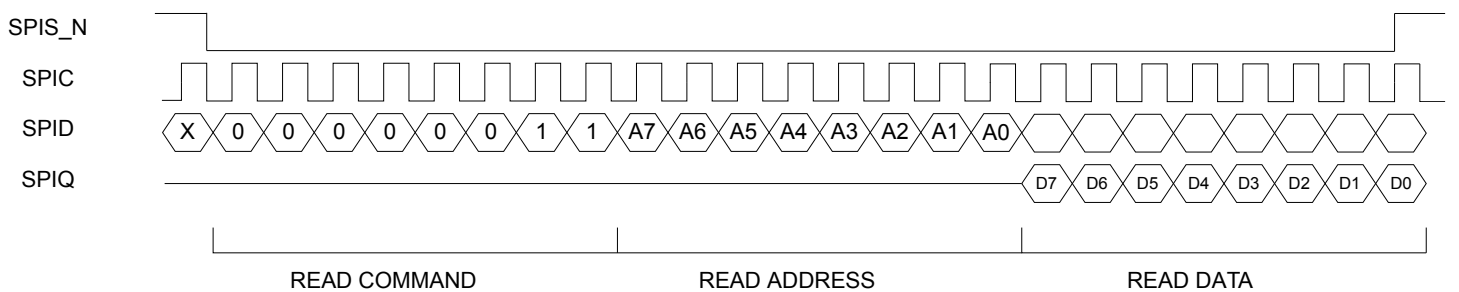 SPIS_N
SPIC
SPID X 0 0 0 0 0 0 1 1 A7 A6 A5 A4 A3 A2 A1 A0
SPIQ D7 D6 D5 D4 D3 D2 D1 D0
READ COMMAND READ ADDRESS READ DATA